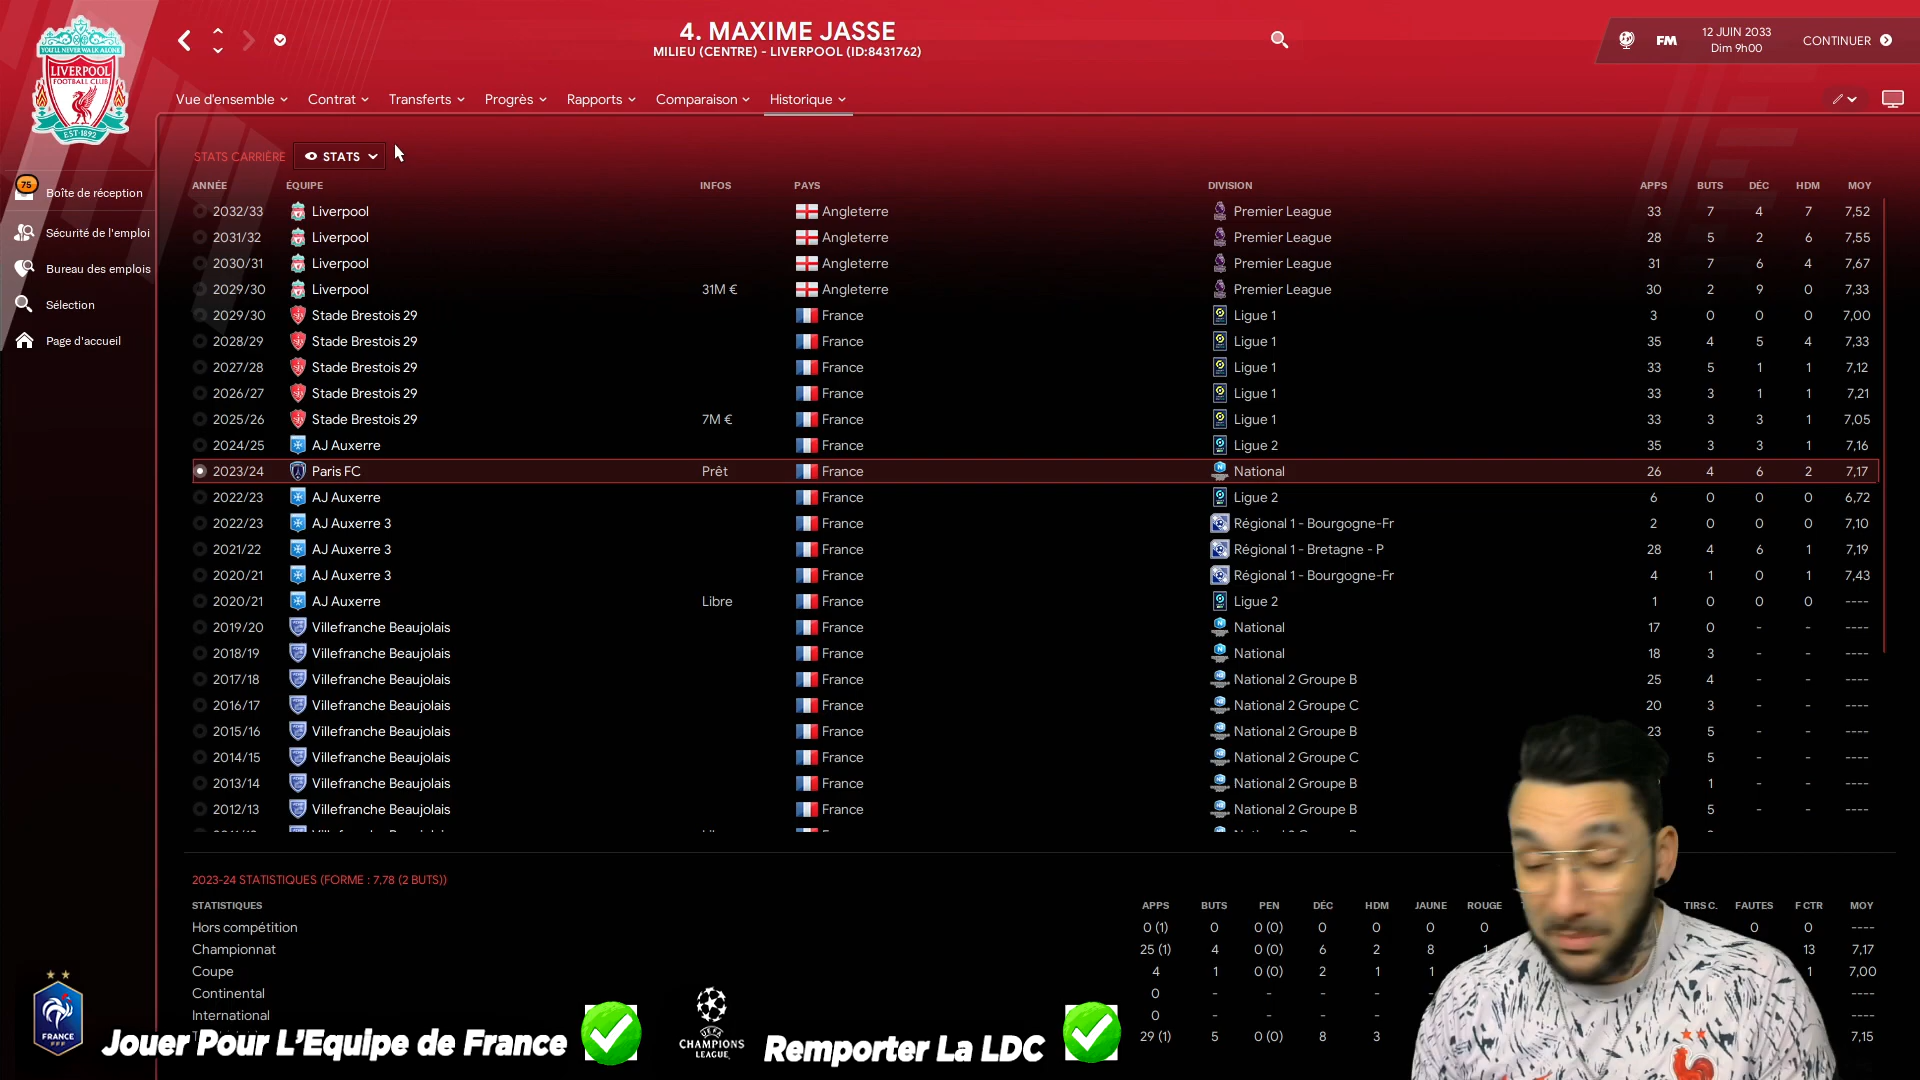 4. MAXIME JASSE
MILIEU (CENTRE) - LIVERPOOL (ID:8431762)
FM
12 JUIN 2033
Dim 9h00
CONTINUER
YOU'LL NEVER WALK ALONE
LIVERPOOL
FOOTBALL CLUB
EST·1892
Vue d'ensemble Contrat Transferts Progrès Rapports Comparaison Historique
75
Boîte de réception
Sécurité de l'emploi
Bureau des emplois
Sélection
Page d'accueil
STATS CARRIÈRE STATS
ANNÉE ÉQUIPE INFOS PAYS DIVISION APPS BUTS DÉC HDM MOY
2032/33 Liverpool Angleterre Premier League 33 7 4 7 7,52
2031/32 Liverpool Angleterre Premier League 28 5 2 6 7,55
2030/31 Liverpool Angleterre Premier League 31 7 6 4 7,67
2029/30 Liverpool 31M € Angleterre Premier League 30 2 9 0 7,33
2029/30 Stade Brestois 29 France Ligue 1 3 0 0 0 7,00
2028/29 Stade Brestois 29 France Ligue 1 35 4 5 4 7,33
2027/28 Stade Brestois 29 France Ligue 1 33 5 1 1 7,12
2026/27 Stade Brestois 29 France Ligue 1 33 3 1 1 7,21
2025/26 Stade Brestois 29 7M € France Ligue 1 33 3 3 1 7,05
2024/25 AJ Auxerre France Ligue 2 35 3 3 1 7,16
2023/24 Paris FC Prêt France National 26 4 6 2 7,17
2022/23 AJ Auxerre France Ligue 2 6 0 0 0 6,72
2022/23 AJ Auxerre 3 France Régional 1 - Bourgogne-Fr 2 0 0 0 7,10
2021/22 AJ Auxerre 3 France Régional 1 - Bretagne - P 28 4 6 1 7,19
2020/21 AJ Auxerre 3 France Régional 1 - Bourgogne-Fr 4 1 0 1 7,43
2020/21 AJ Auxerre Libre France Ligue 2 1 0 0 0 ----
2019/20 Villefranche Beaujolais France National 17 0 - - ----
2018/19 Villefranche Beaujolais France National 18 3 - - ----
2017/18 Villefranche Beaujolais France National 2 Groupe B 25 4 - - ----
2016/17 Villefranche Beaujolais France National 2 Groupe C 20 3 - - ----
2015/16 Villefranche Beaujolais France National 2 Groupe B 23 5 - - ----
2014/15 Villefranche Beaujolais France National 2 Groupe C 5 - - ----
2013/14 Villefranche Beaujolais France National 2 Groupe B 1 - - ----
2012/13 Villefranche Beaujolais France National 2 Groupe B 5 - - ----
2023-24 STATISTIQUES (FORME : 7,78 (2 BUTS))
STATISTIQUES APPS BUTS PEN DÉC HDM JAUNE ROUGE TIRS C. FAUTES F CTR MOY
Hors compétition 0 (1) 0 0 (0) 0 0 0 0 0 0 ----
Championnat 25 (1) 4 0 (0) 6 2 8 1 13 7,17
Coupe 4 1 0 (0) 2 1 1 1 7,00
Continental 0 - - - - - ----
International 0 - - - - - ----
29 (1) 5 0 (0) 8 3 7,15
FRANCE
FFF
Jouer Pour L'Equipe de France
UEFA
CHAMPIONS
LEAGUE
Remporter La LDC